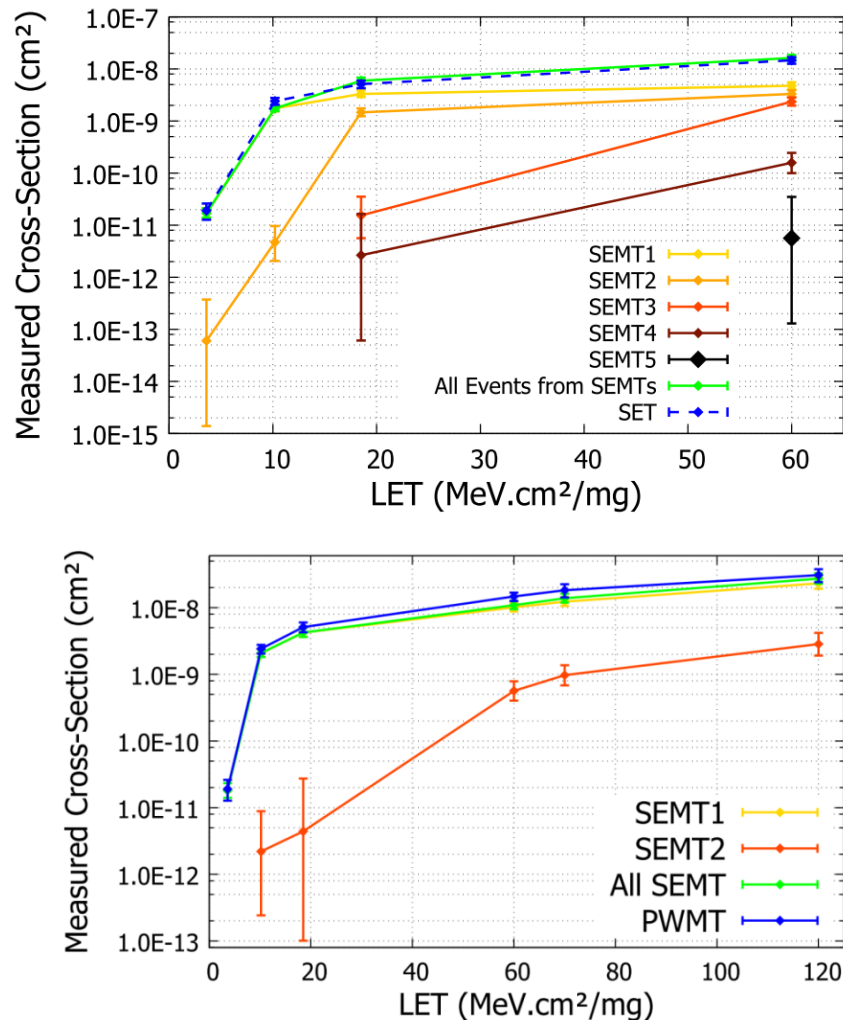 Measured Cross-Section (cm²)
1.0E-7
1.0E-8
1.0E-9
1.0E-10
1.0E-11
1.0E-12
1.0E-13
1.0E-14
1.0E-15
SEMT1
SEMT2
SEMT3
SEMT4
SEMT5
All Events from SEMTs
SET
0 10 20 30 40 50 60
LET (MeV.cm²/mg)
Measured Cross-Section (cm²)
1.0E-8
1.0E-9
1.0E-10
1.0E-11
1.0E-12
1.0E-13
SEMT1
SEMT2
All SEMT
PWMT
0 20 40 60 80 100 120
LET (MeV.cm²/mg)